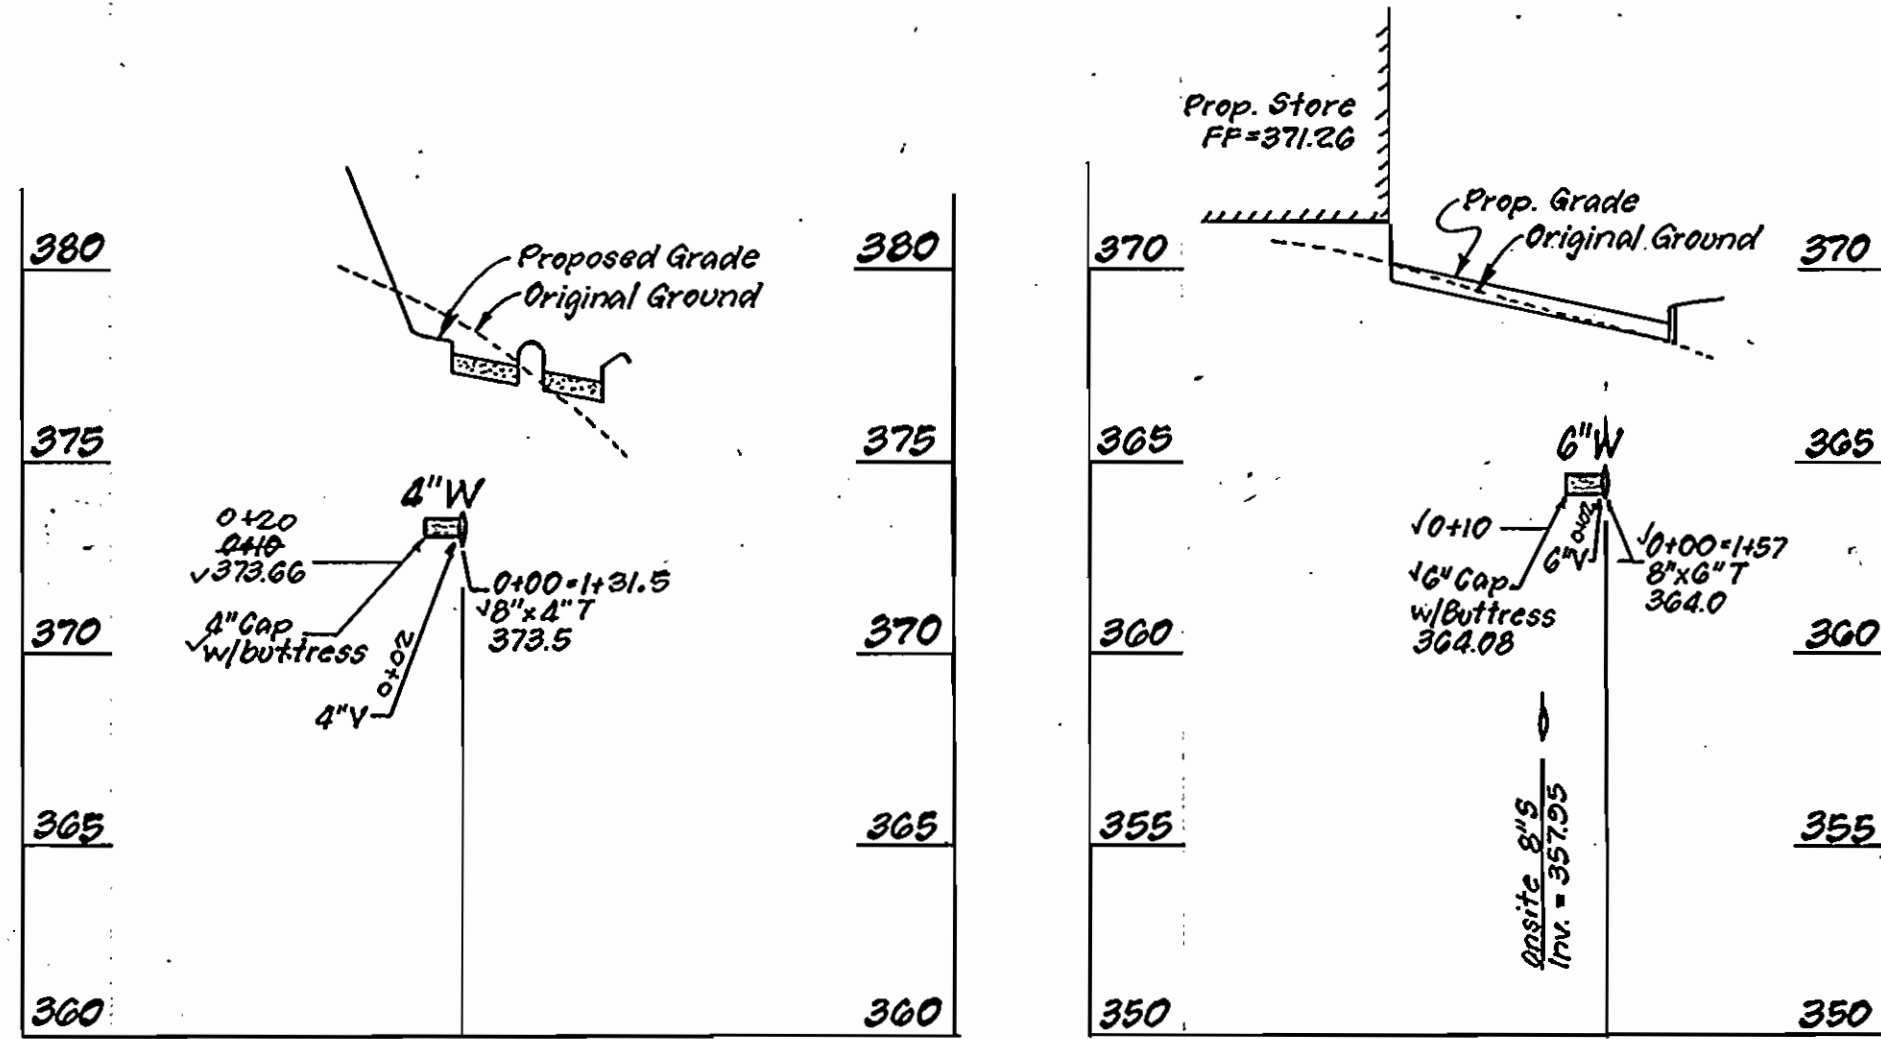 380
380
Proposed Grade
Original Ground
375
375
4"W
0+20
0+10
√373.66
0+00=1+31.5
√8"x4"T
373.5
370
370
4"Cap
√w/buttress
0+02
4"V
365
365
360
360
Prop. Store
FF=371.26
Prop. Grade
Original Ground
370
370
365
365
6"W
√0+10
0+02
6"V
√0+00=1+57
8"x6"T
364.0
√6"Cap
w/Buttress
364.08
360
360
Onsite 8"S
Inv. = 357.95
355
355
350
350